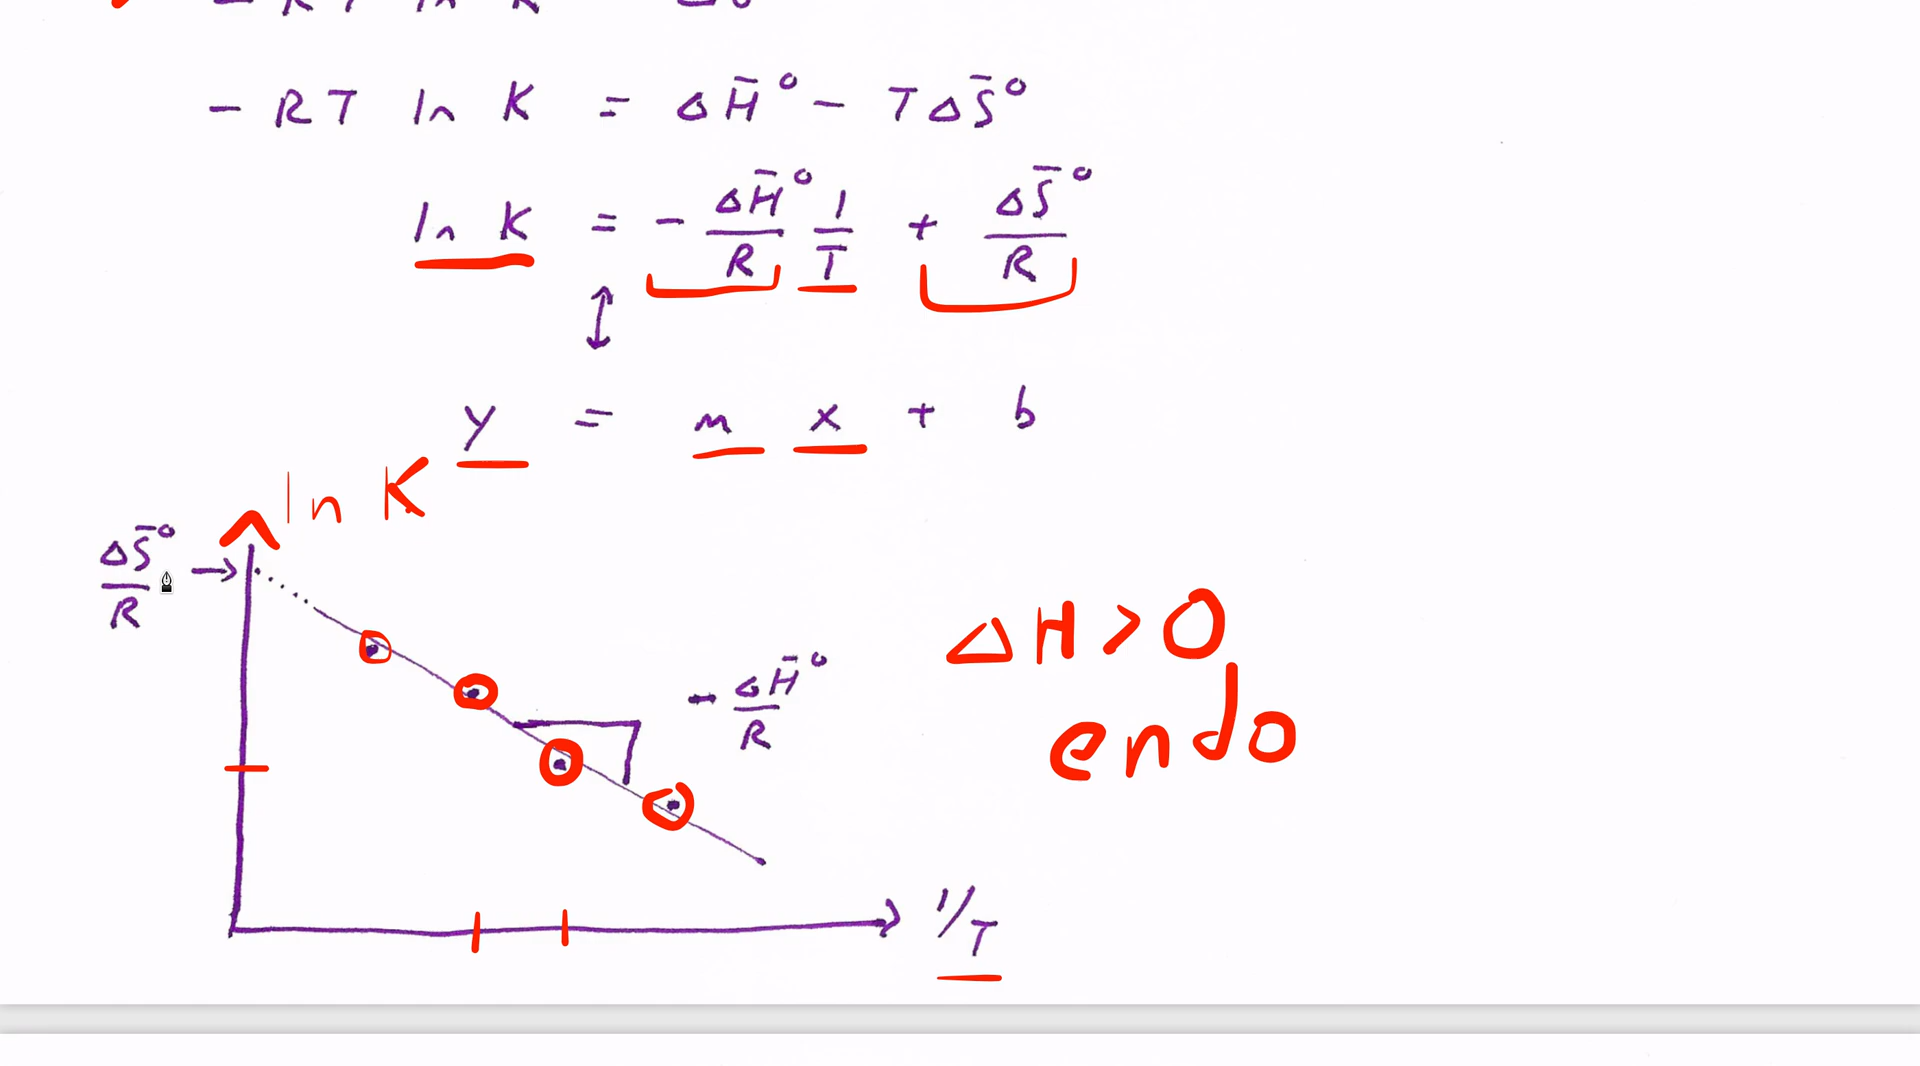 - RT ln K = ΔH̄° - TΔS̄°
ln K = - ΔH̄°/R 1/T + ΔS̄°/R
y = m x + b
ln K
ΔS̄°/R →
- ΔH̄°/R
ΔH > 0
endo
1/T